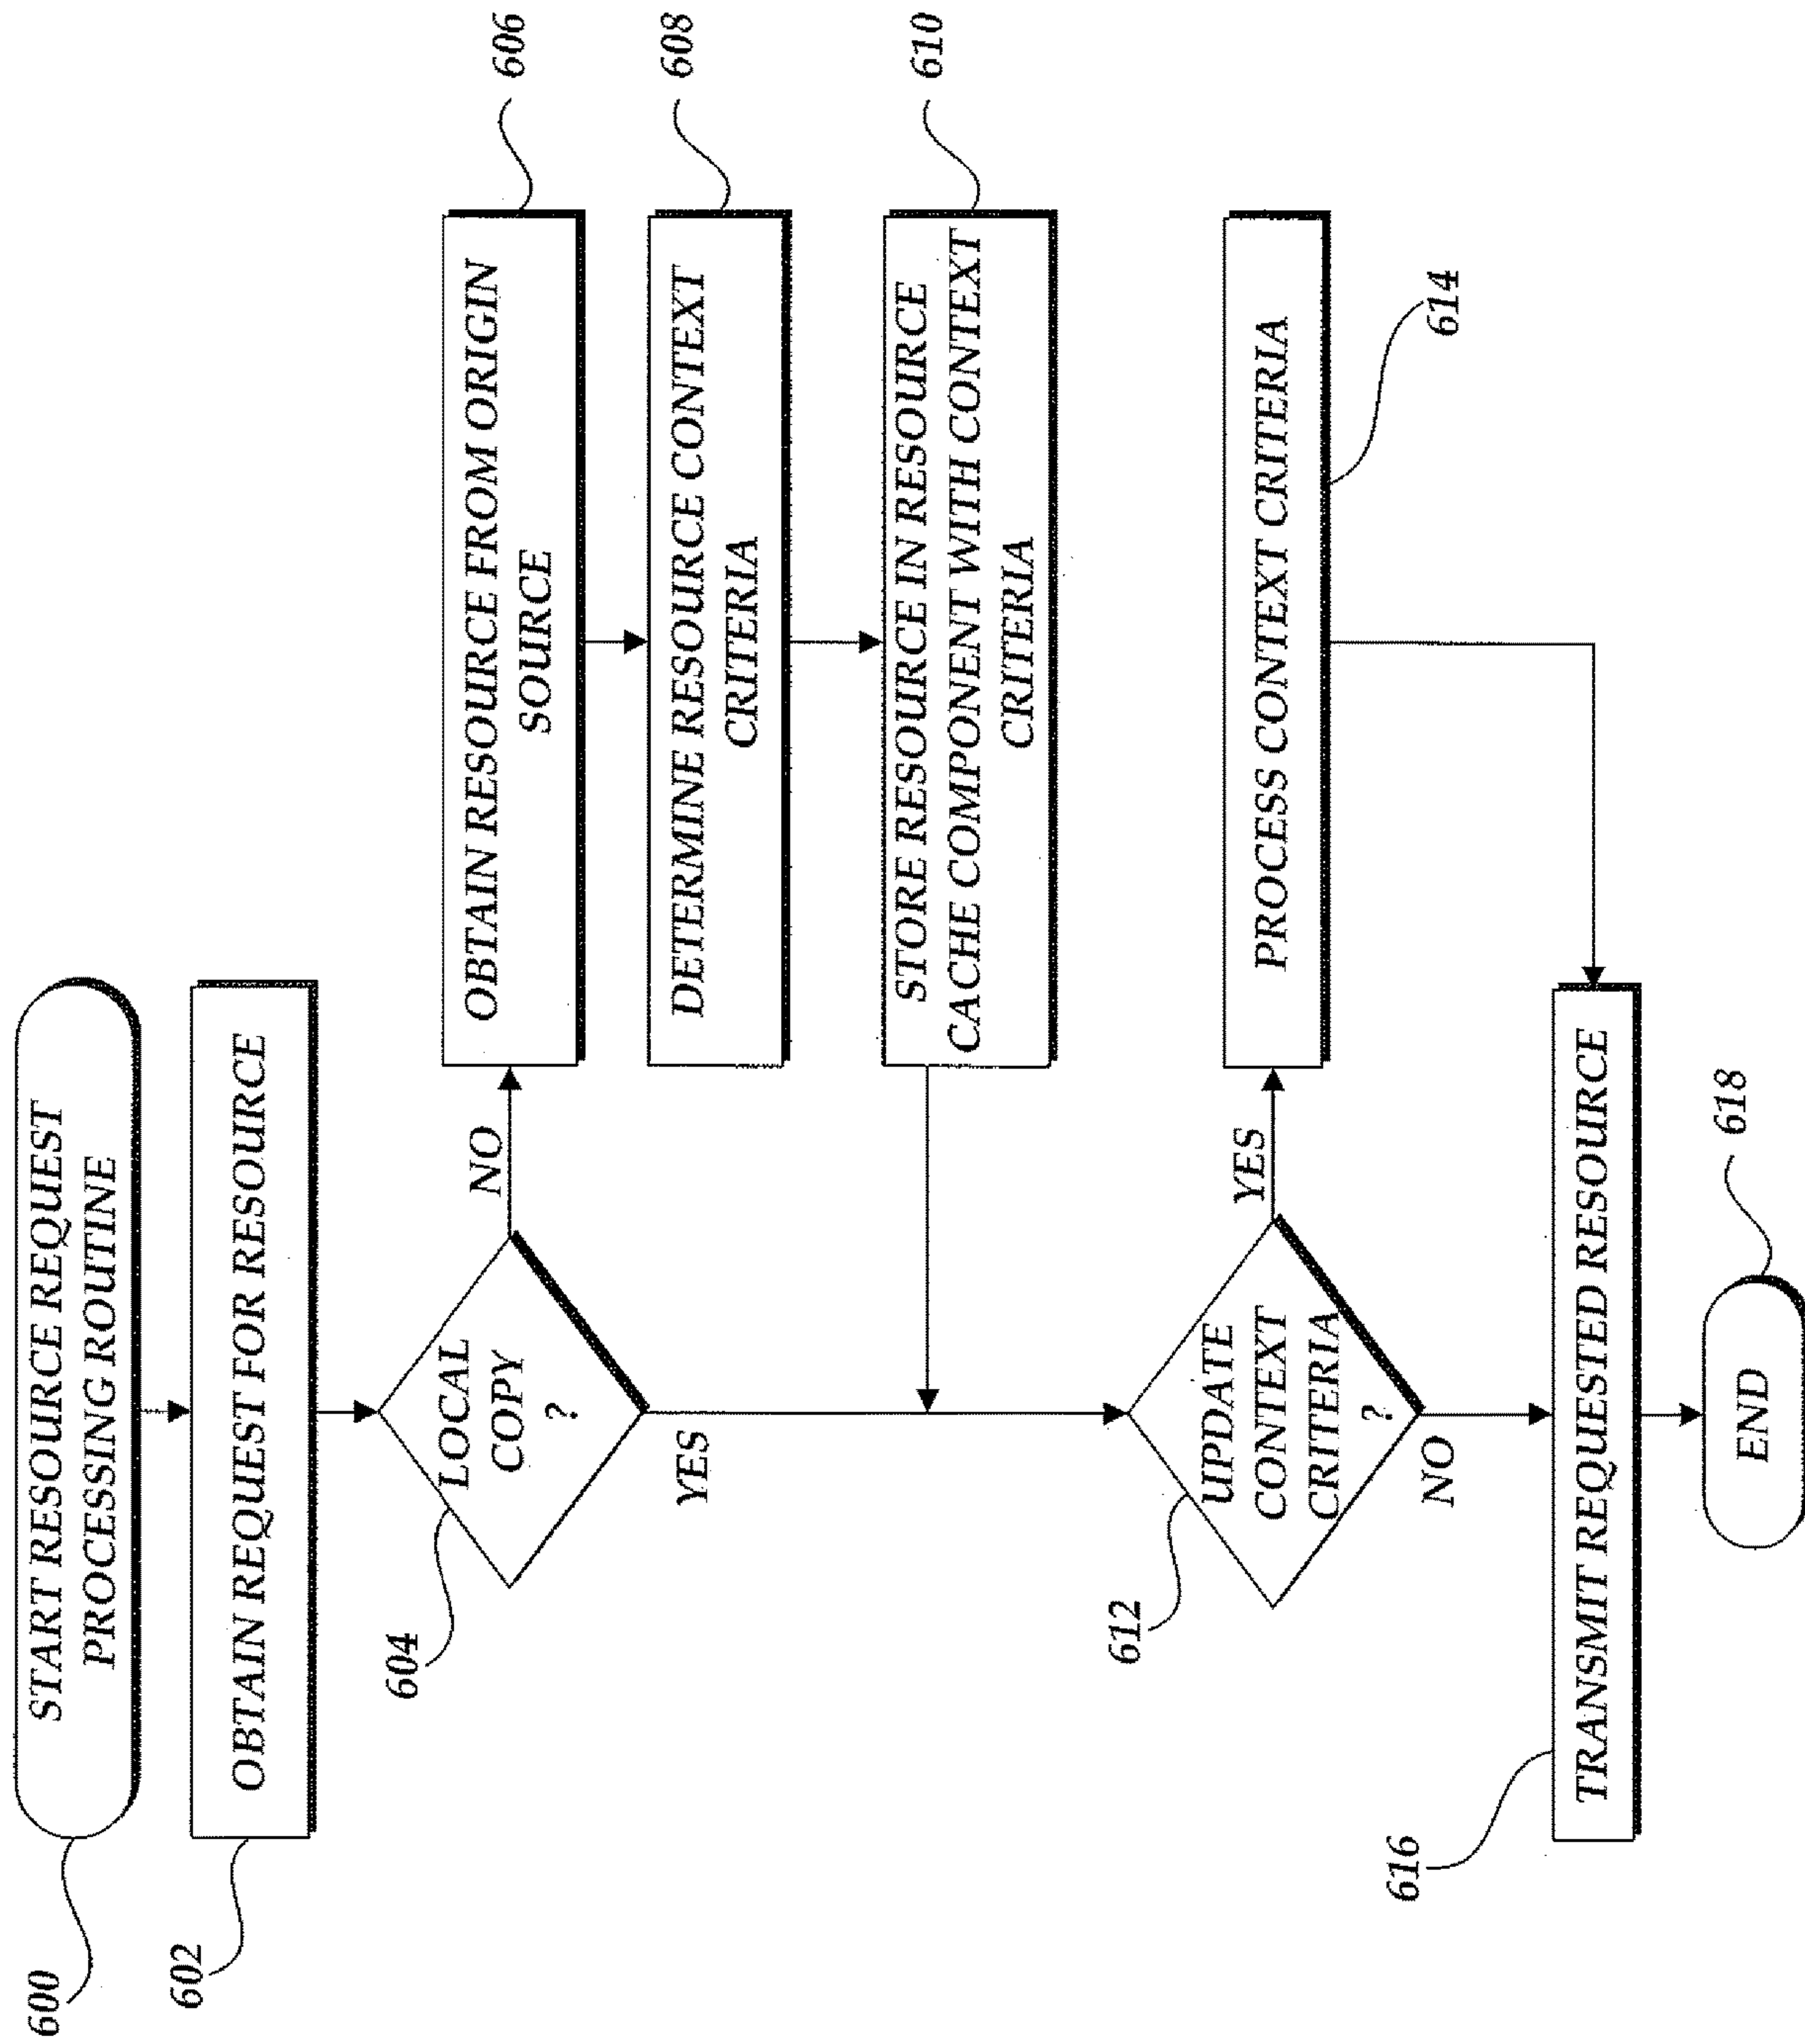 600
START RESOURCE REQUEST
PROCESSING ROUTINE
602
OBTAIN REQUEST FOR RESOURCE
604
LOCAL
COPY
?
NO
YES
606
OBTAIN RESOURCE FROM ORIGIN
SOURCE
608
DETERMINE RESOURCE CONTEXT
CRITERIA
610
STORE RESOURCE IN RESOURCE
CACHE COMPONENT WITH CONTEXT
CRITERIA
612
UPDATE
CONTEXT
CRITERIA
?
YES
NO
614
PROCESS CONTEXT CRITERIA
616
TRANSMIT REQUESTED RESOURCE
618
END